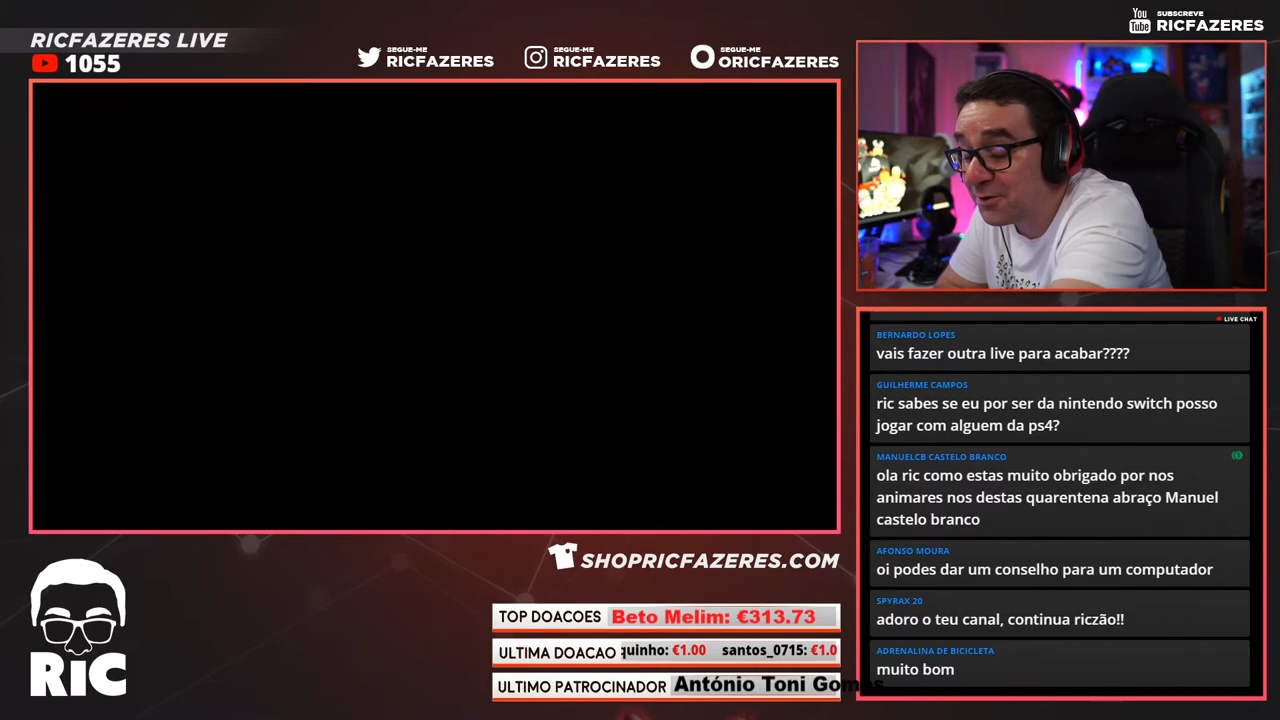 RICFAZERES LIVE
1055
SEGUE-ME
RICFAZERES
SEGUE-ME
RICFAZERES
SEGUE-ME
ORICFAZERES
You
Tube
SUBSCREVE
RICFAZERES
LIVE CHAT
BERNARDO LOPES
vais fazer outra live para acabar????
GUILHERME CAMPOS
ric sabes se eu por ser da nintendo switch posso
jogar com alguem da ps4?
MANUELCB CASTELO BRANCO
ola ric como estas muito obrigado por nos
animares nos destas quarentena abraço Manuel
castelo branco
AFONSO MOURA
oi podes dar um conselho para um computador
SPYRAX 20
adoro o teu canal, continua riczão!!
ADRENALINA DE BICICLETA
muito bom
SHOPRICFAZERES.COM
TOP DOACOES Beto Melim: €313.73
ULTIMA DOACAO quinho: €1.00 santos_0715: €1.0
ULTIMO PATROCINADOR António Toni Gomes
RIC